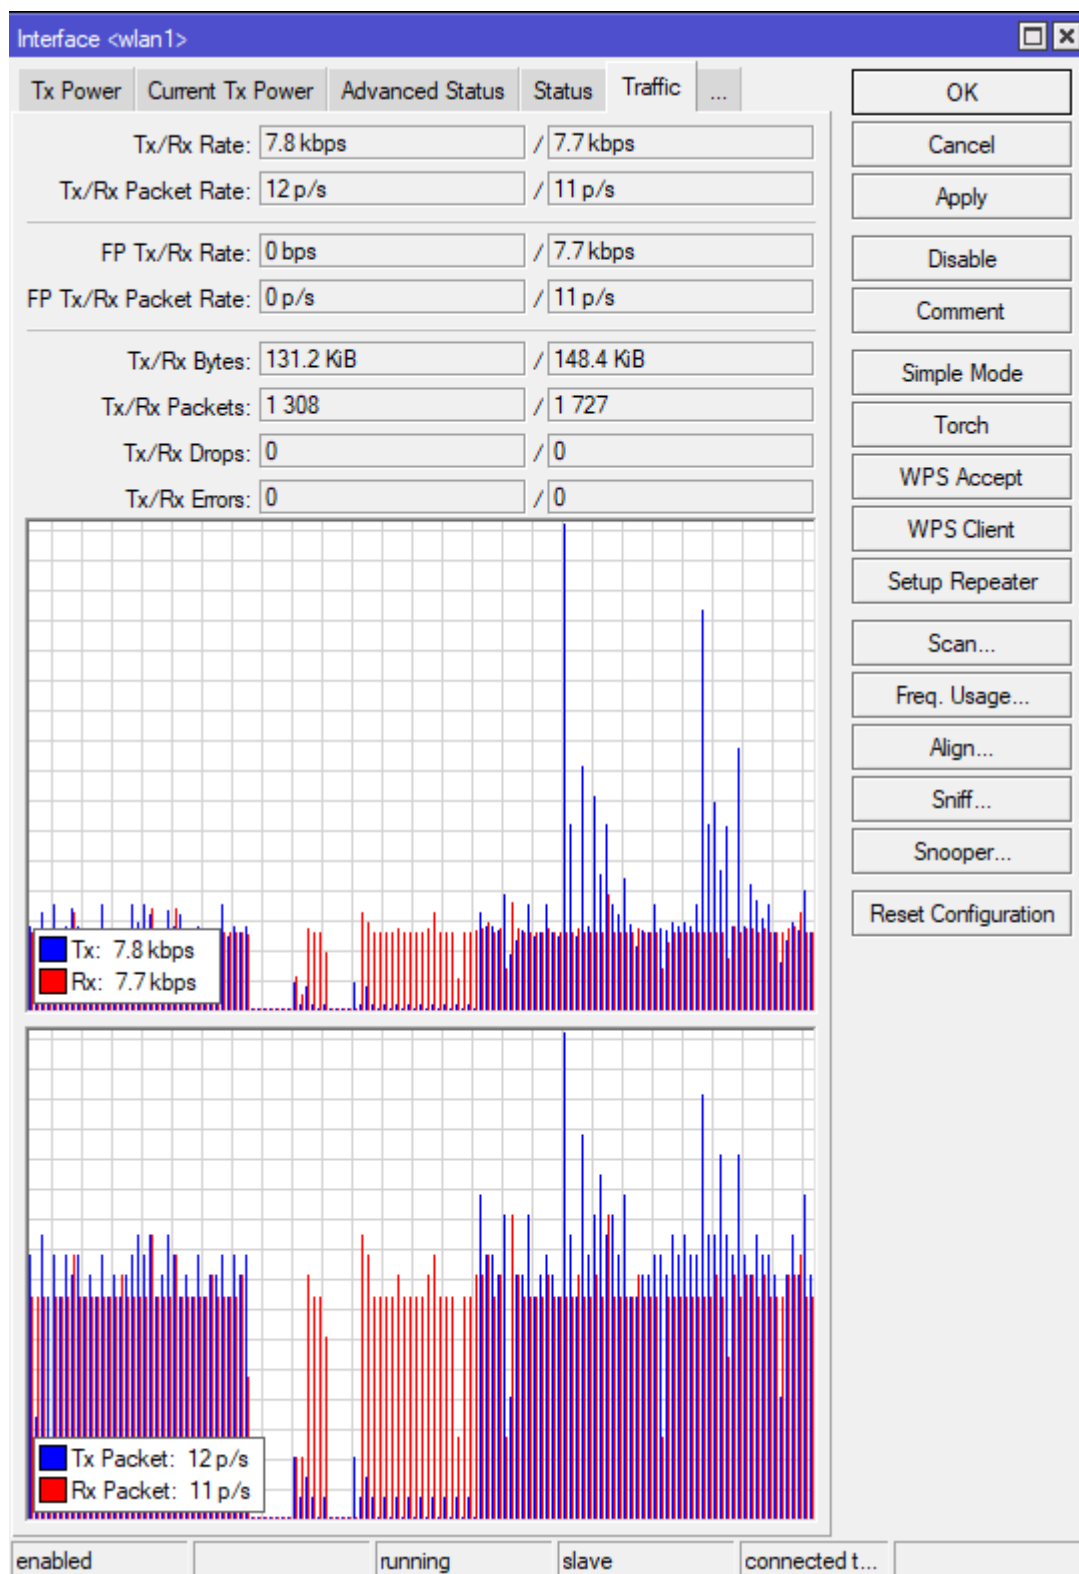 Interface <wlan1>
Tx Power Current Tx Power Advanced Status Status Traffic ...
Tx/Rx Rate: 7.8 kbps / 7.7 kbps
Tx/Rx Packet Rate: 12 p/s / 11 p/s
FP Tx/Rx Rate: 0 bps / 7.7 kbps
FP Tx/Rx Packet Rate: 0 p/s / 11 p/s
Tx/Rx Bytes: 131.2 KiB / 148.4 KiB
Tx/Rx Packets: 1 308 / 1 727
Tx/Rx Drops: 0 / 0
Tx/Rx Errors: 0 / 0
Tx: 7.8 kbps
Rx: 7.7 kbps
Tx Packet: 12 p/s
Rx Packet: 11 p/s
OK
Cancel
Apply
Disable
Comment
Simple Mode
Torch
WPS Accept
WPS Client
Setup Repeater
Scan...
Freq. Usage...
Align...
Sniff...
Snooper...
Reset Configuration
enabled running slave connected t...